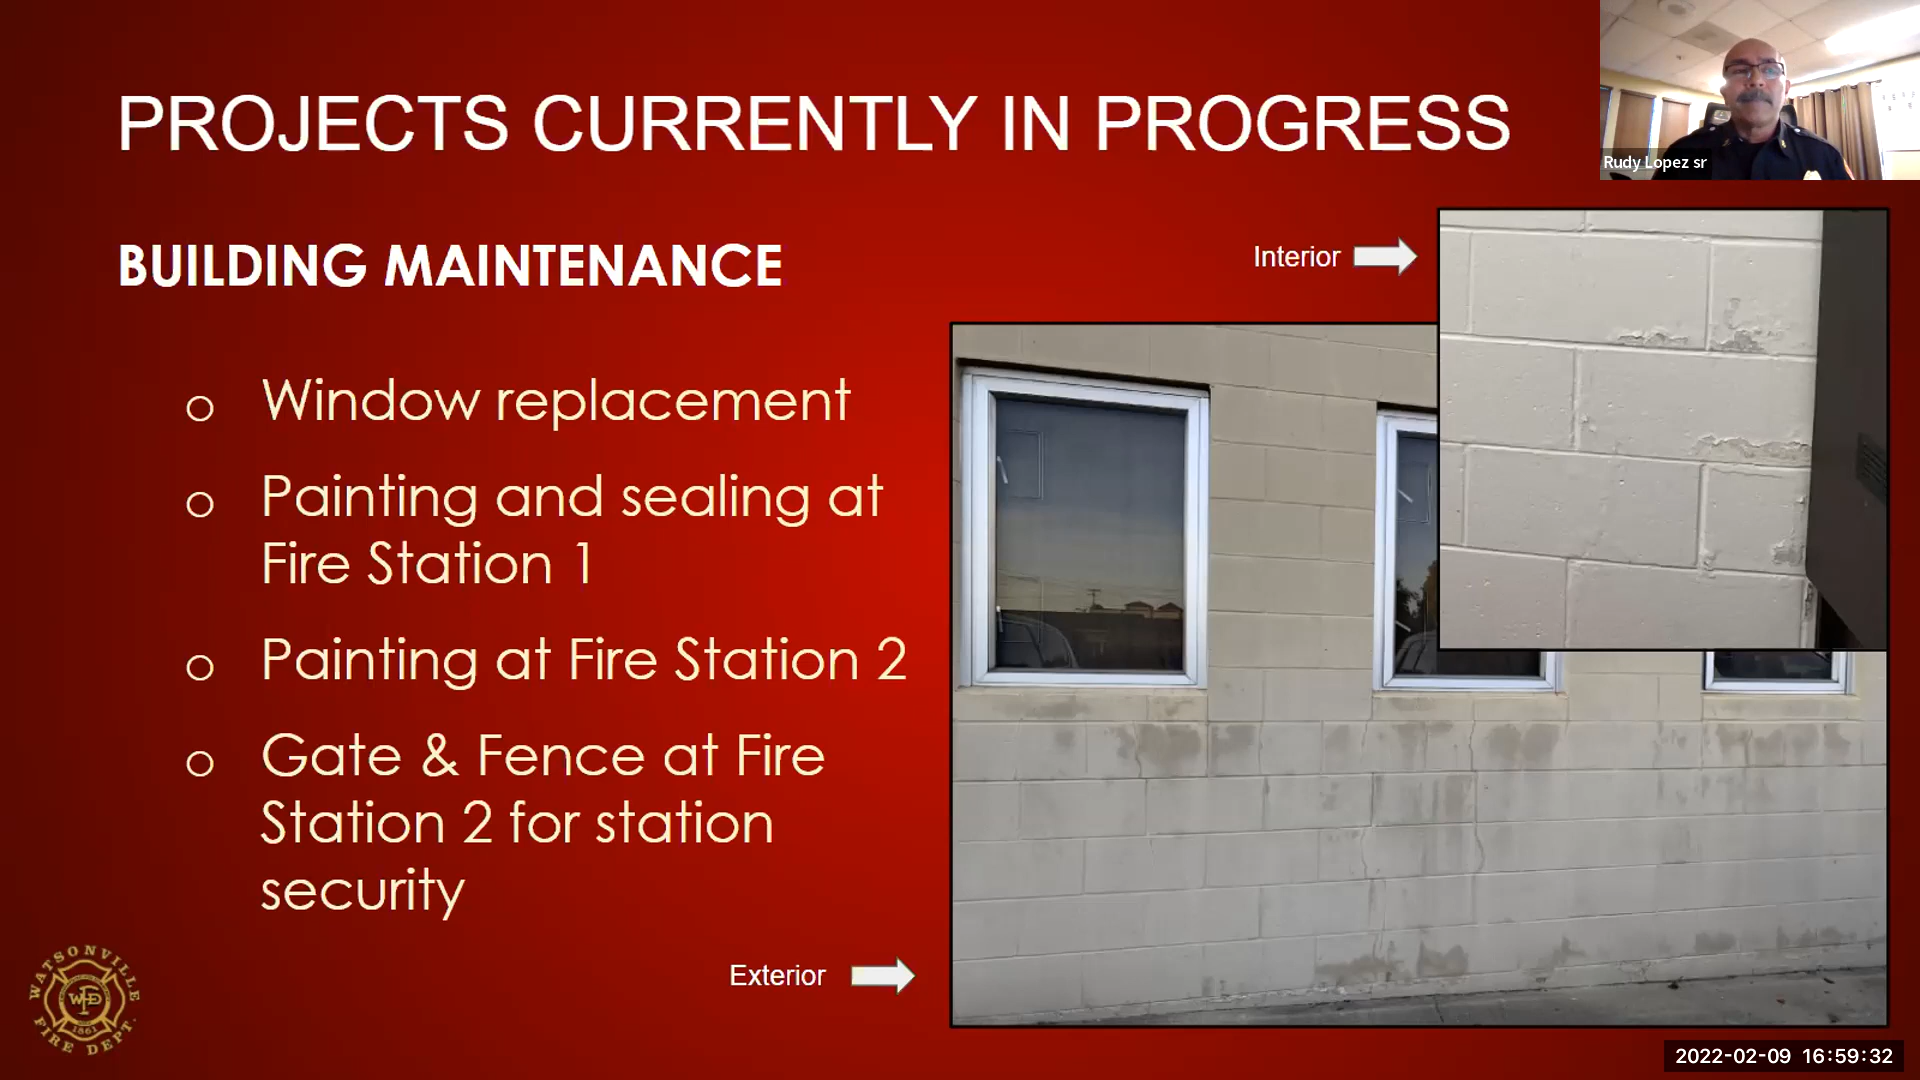 PROJECTS CURRENTLY IN PROGRESS
Rudy Lopez sr
BUILDING MAINTENANCE
Interior
o Window replacement
o Painting and sealing at
Fire Station 1
o Painting at Fire Station 2
o Gate & Fence at Fire
Station 2 for station
security
Exterior
WATSONVILLE
WFD
1861
FIRE DEPT.
2022-02-09 16:59:32